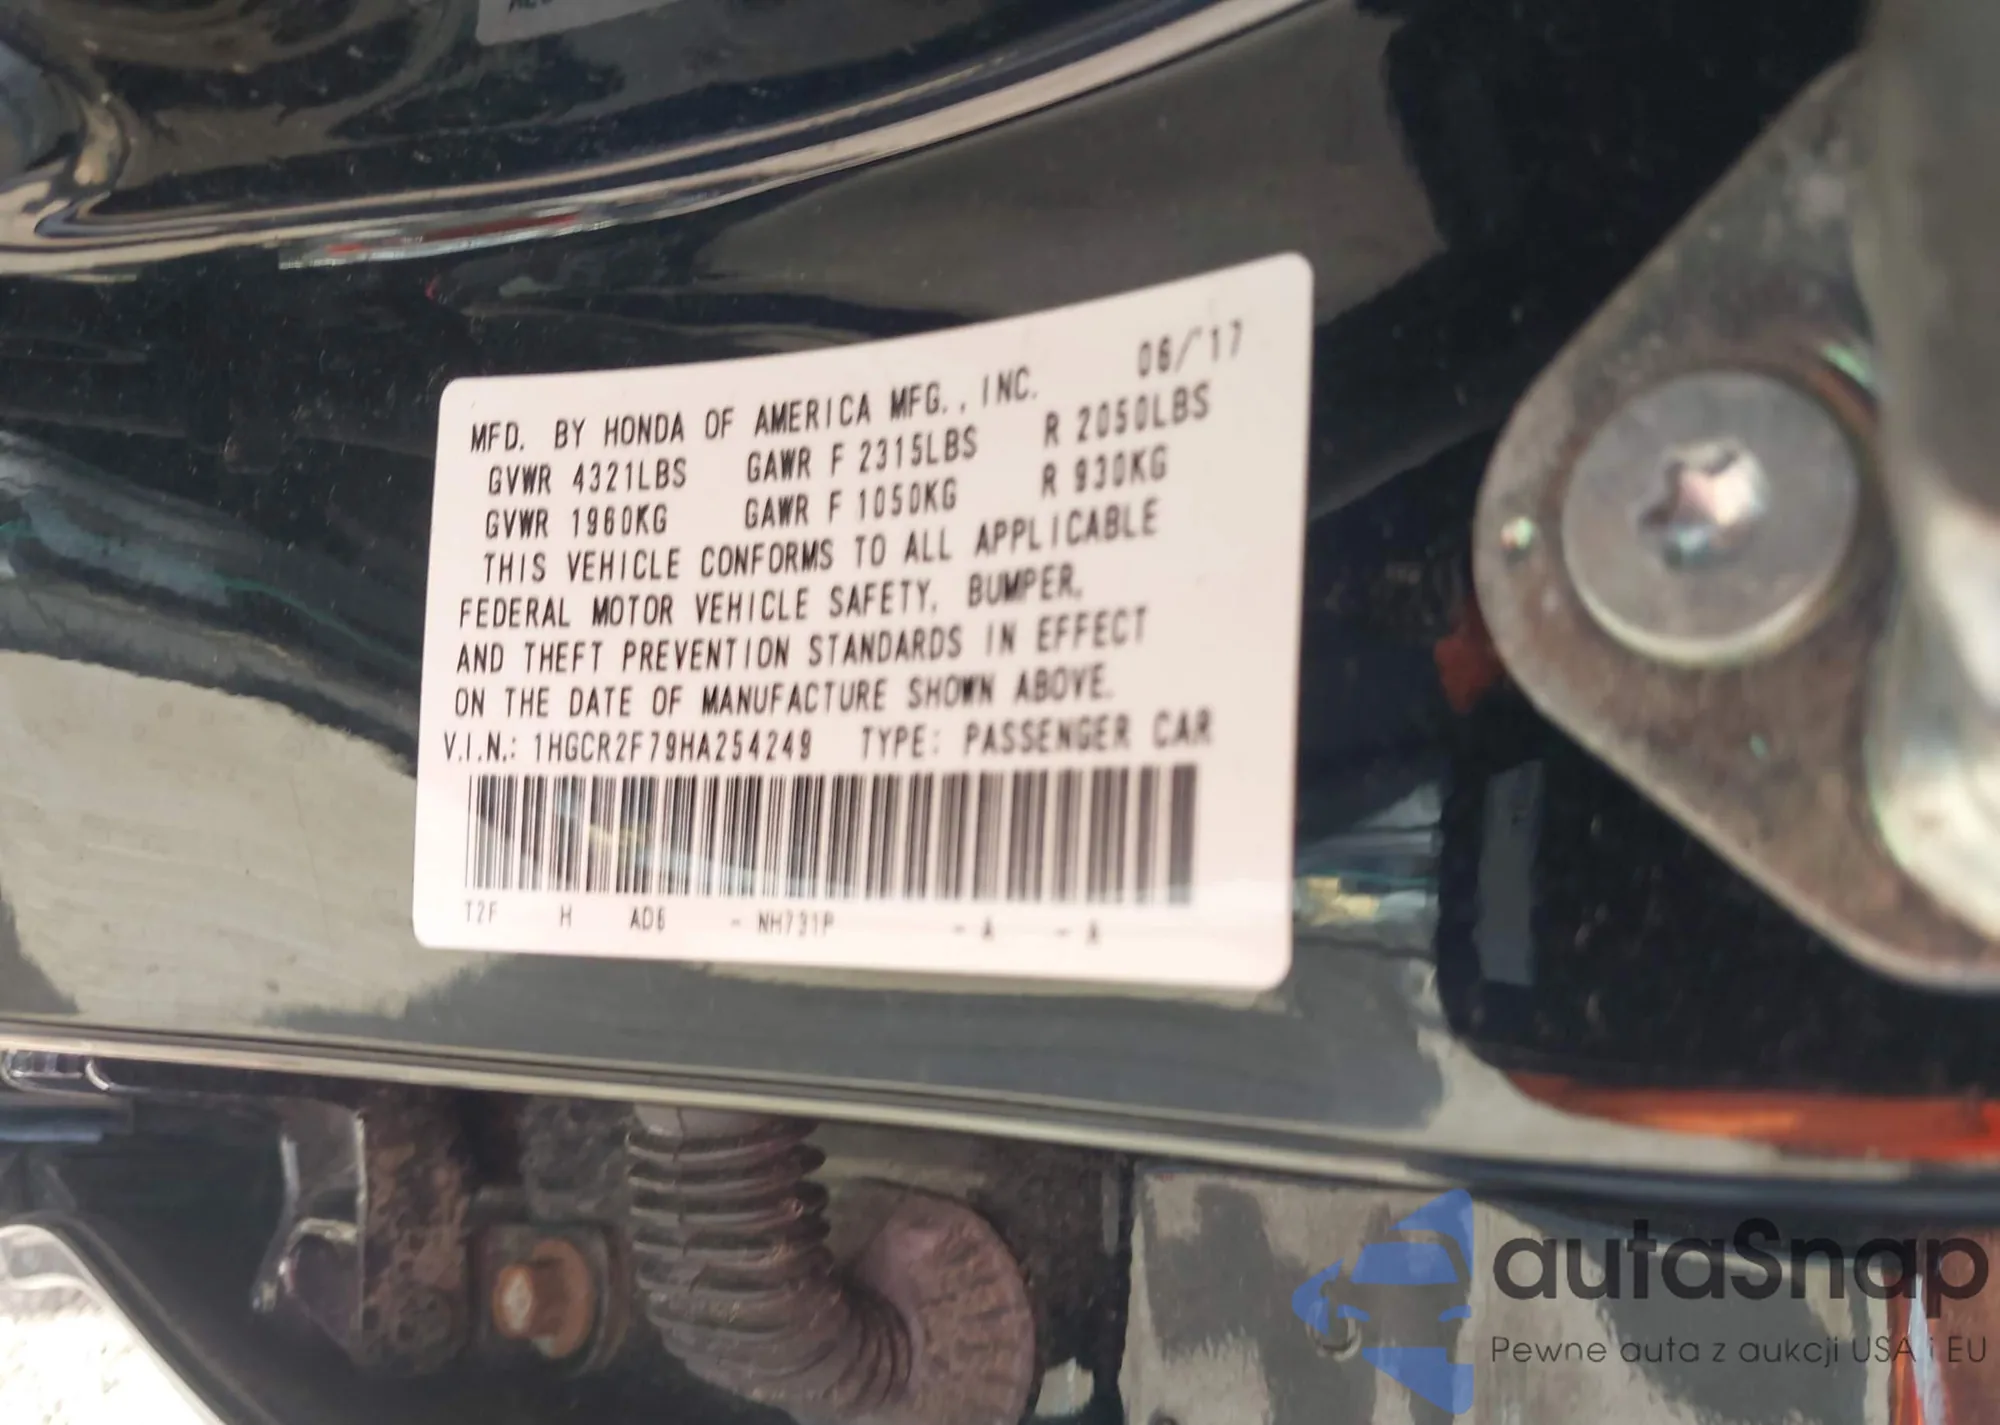 06/'17
MFD. BY HONDA OF AMERICA MFG., INC.
GVWR 4321LBS GAWR F 2315LBS R 2050LBS
GVWR 1960KG GAWR F 1050KG R 930KG
THIS VEHICLE CONFORMS TO ALL APPLICABLE
FEDERAL MOTOR VEHICLE SAFETY, BUMPER,
AND THEFT PREVENTION STANDARDS IN EFFECT
ON THE DATE OF MANUFACTURE SHOWN ABOVE.
V.I.N.: 1HGCR2F79HA254249 TYPE: PASSENGER CAR
T2F H AD6 - NH731P - A - A
autaSnap
Pewne auta z aukcji USA i EU